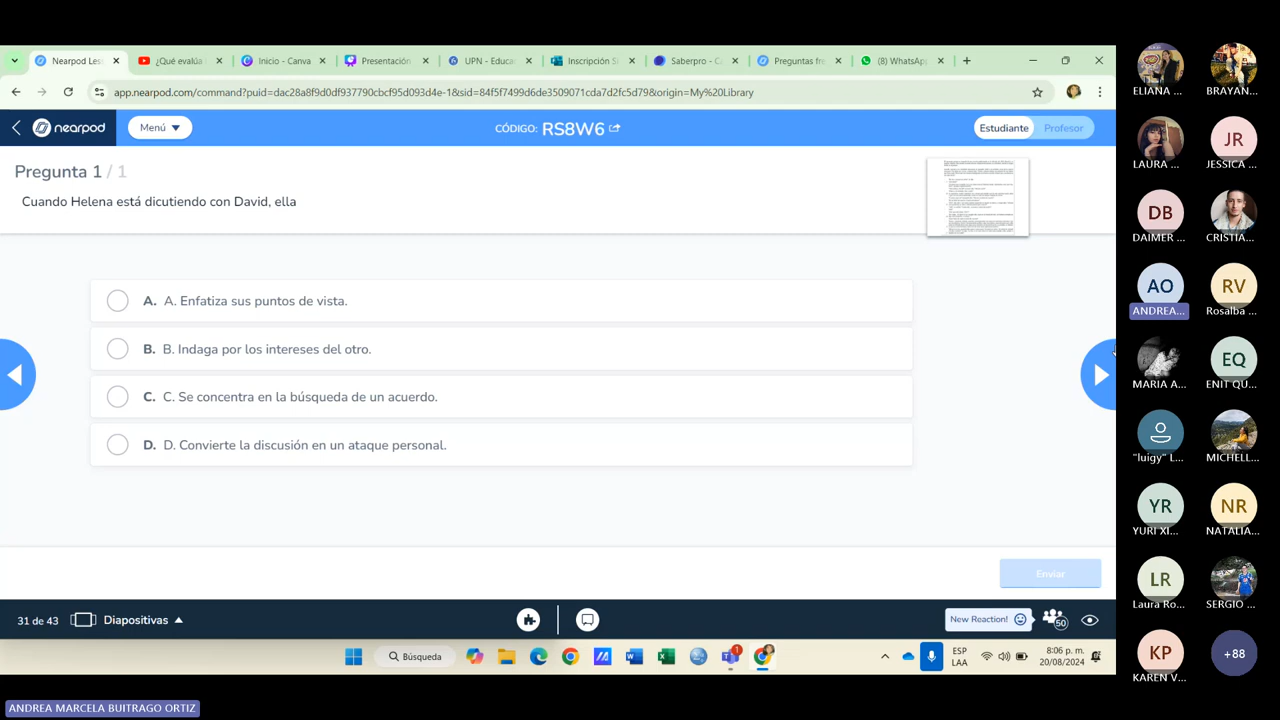 Nearpod Les
¿Qué evalúa
Inicio - Canva
Presentación
UPN - Educa
Inscripción S
Saberpro - C
Preguntas fre
(8) WhatsAp
app.nearpod.com/command?puid=dac28a8f9d0df937790cbcf95d093d4e-1&sid=84f5f7499d6de3509071cda7d2fc5d79&origin=My%20Library
nearpod
Menú
CÓDIGO: RS8W6
Estudiante
Profesor
Pregunta 1 / 1
Cuando Helena está dicutiendo con David, ella
A. A. Enfatiza sus puntos de vista.
B. B. Indaga por los intereses del otro.
C. C. Se concentra en la búsqueda de un acuerdo.
D. D. Convierte la discusión en un ataque personal.
Enviar
31 de 43
Diapositivas
New Reaction!
50
Búsqueda
1
ESP
LAA
8:06 p. m.
20/08/2024
ANDREA MARCELA BUITRAGO ORTIZ
ELIANA ...
BRAYAN...
LAURA ...
JR
JESSICA ...
DB
DAIMER ...
CRISTIA...
AO
ANDREA...
RV
Rosalba ...
MARIA A...
EQ
ENIT QU...
"luigy" L...
MICHELL...
YR
YURI XI...
NR
NATALIA...
LR
Laura Ro...
SERGIO ...
KP
KAREN V...
+88